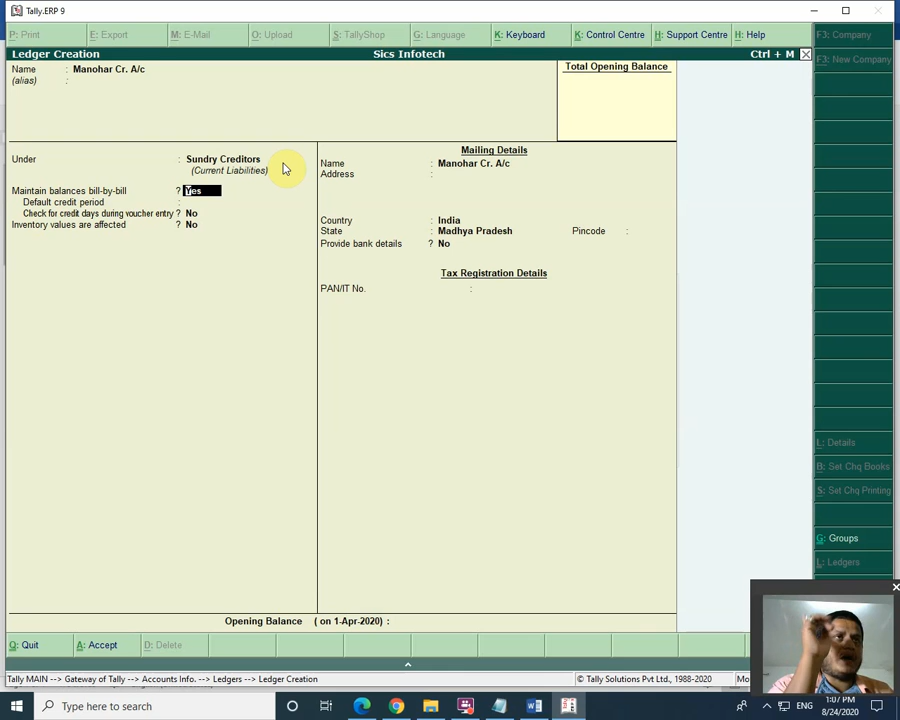 Tally.ERP 9
P: Print
E: Export
M: E-Mail
O: Upload
S: TallyShop
G: Language
K: Keyboard
K: Control Centre
H: Support Centre
H: Help
F3: Company
F3: New Company
Ledger Creation
Sics Infotech
Ctrl + M
Name : Manohar Cr. A/c
(alias) :
Total Opening Balance
Under : Sundry Creditors
(Current Liabilities)
Maintain balances bill-by-bill ? Yes
Default credit period :
Check for credit days during voucher entry ? No
Inventory values are affected ? No
Mailing Details
Name : Manohar Cr. A/c
Address :
Country : India
State : Madhya Pradesh Pincode :
Provide bank details ? No
Tax Registration Details
PAN/IT No. :
L: Details
B: Set Chq Books
S: Set Chq Printing
G: Groups
L: Ledgers
Opening Balance ( on 1-Apr-2020) :
Q: Quit
A: Accept
D: Delete
Tally MAIN --> Gateway of Tally --> Accounts Info. --> Ledgers --> Ledger Creation
© Tally Solutions Pvt Ltd., 1988-2020
Mo
Type here to search
ENG
1:07 PM
8/24/2020